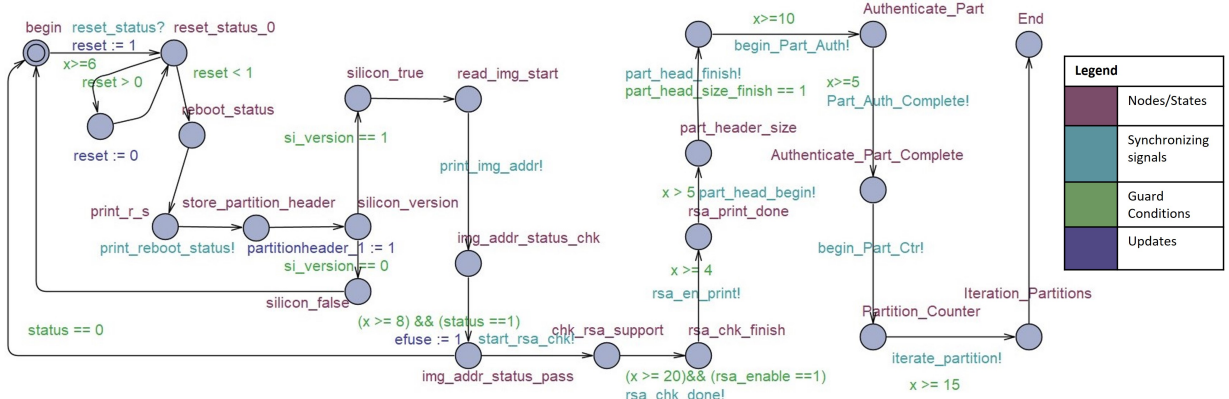 begin
reset_status?
reset_status_0
reset := 1
x>=6
reset > 0
reset < 1
reboot_status
reset := 0
silicon_true
read_img_start
si_version == 1
print_img_addr!
print_r_s
store_partition_header
silicon_version
print_reboot_status!
partitionheader_1 := 1
si_version == 0
silicon_false
img_addr_status_chk
status == 0
(x >= 8) && (status ==1)
efuse := 1
start_rsa_chk!
chk_rsa_support
rsa_chk_finish
img_addr_status_pass
(x >= 20)&& (rsa_enable ==1)
rsa_chk_done!
x >= 4
rsa_en_print!
rsa_print_done
x > 5
part_head_begin!
part_header_size
part_head_finish!
part_head_size_finish == 1
x>=10
begin_Part_Auth!
Authenticate_Part
x>=5
Part_Auth_Complete!
Authenticate_Part_Complete
begin_Part_Ctr!
Partition_Counter
Iteration_Partitions
iterate_partition!
x >= 15
End
Legend
Nodes/States
Synchronizing
signals
Guard
Conditions
Updates